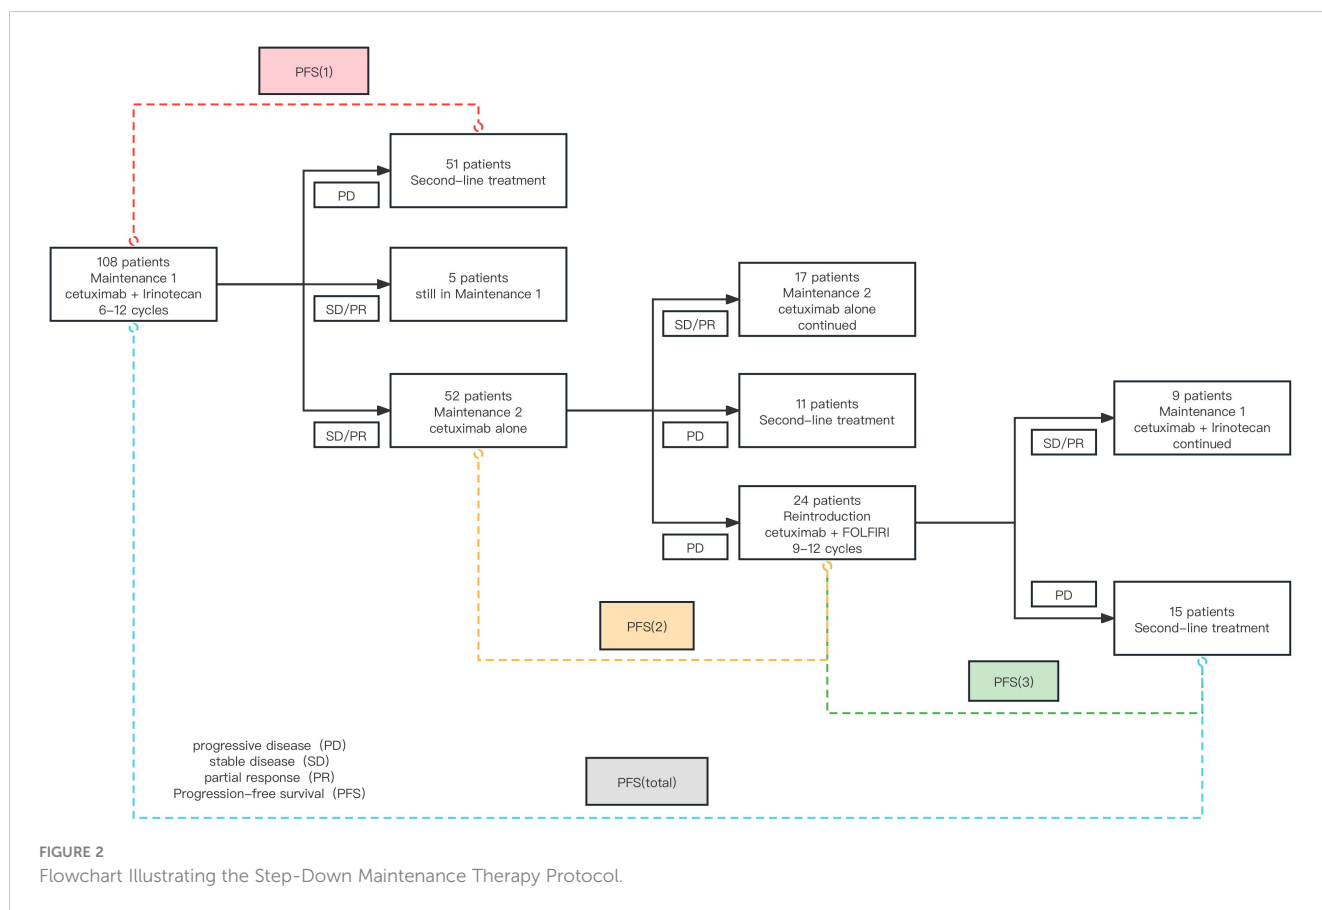 PFS(1)
51 patients
Second–line treatment
PD
108 patients
Maintenance 1
cetuximab + Irinotecan
6–12 cycles
5 patients
still in Maintenance 1
SD/PR
52 patients
Maintenance 2
cetuximab alone
SD/PR
17 patients
Maintenance 2
cetuximab alone
continued
SD/PR
11 patients
Second–line treatment
PD
24 patients
Reintroduction
cetuximab + FOLFIRI
9–12 cycles
PD
9 patients
Maintenance 1
cetuximab + Irinotecan
continued
SD/PR
PD
15 patients
Second–line treatment
PFS(2)
PFS(3)
PFS(total)
progressive disease (PD)
stable disease (SD)
partial response (PR)
Progression–free survival (PFS)
FIGURE 2
Flowchart Illustrating the Step-Down Maintenance Therapy Protocol.